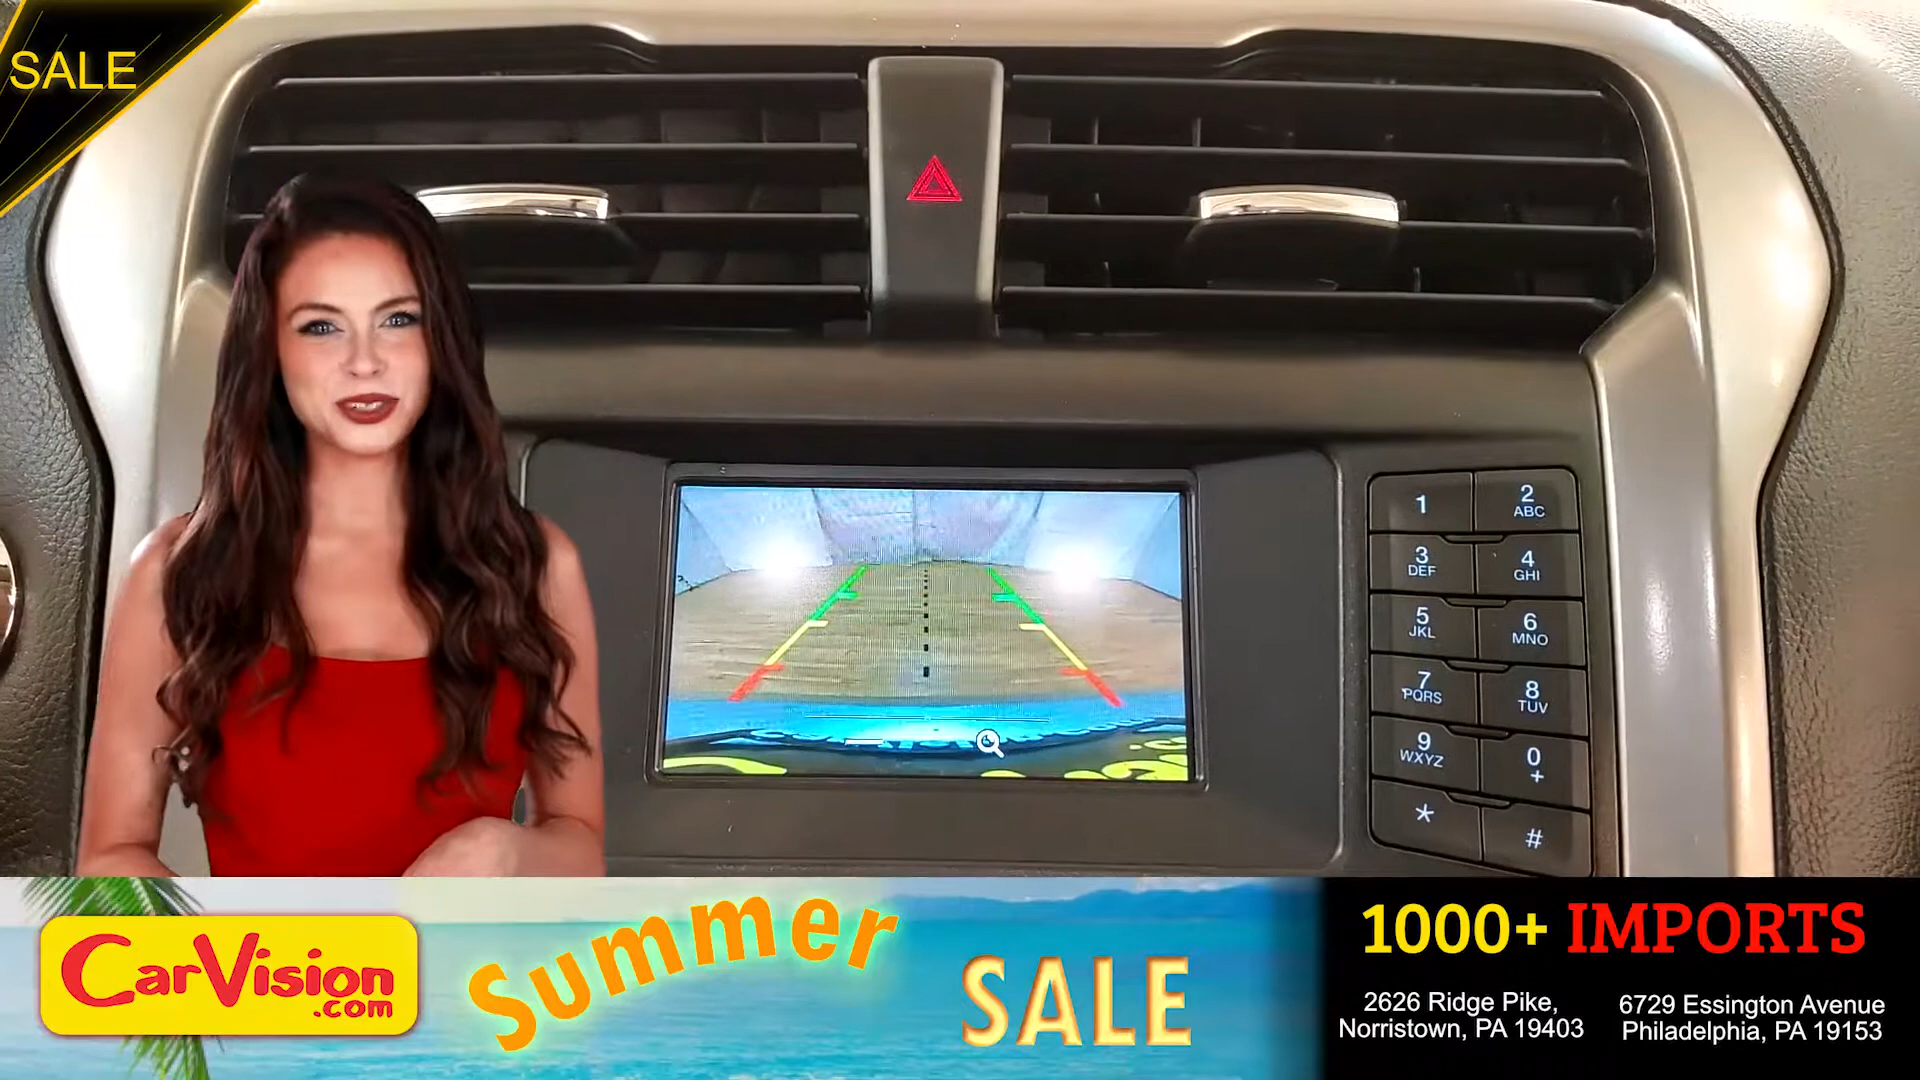 SALE
1
2
ABC
3
DEF
4
GHI
5
JKL
6
MNO
7
PQRS
8
TUV
9
WXYZ
0
+
*
#
CarVision
.com
Summer
SALE
1000+ IMPORTS
2626 Ridge Pike,
Norristown, PA 19403
6729 Essington Avenue
Philadelphia, PA 19153